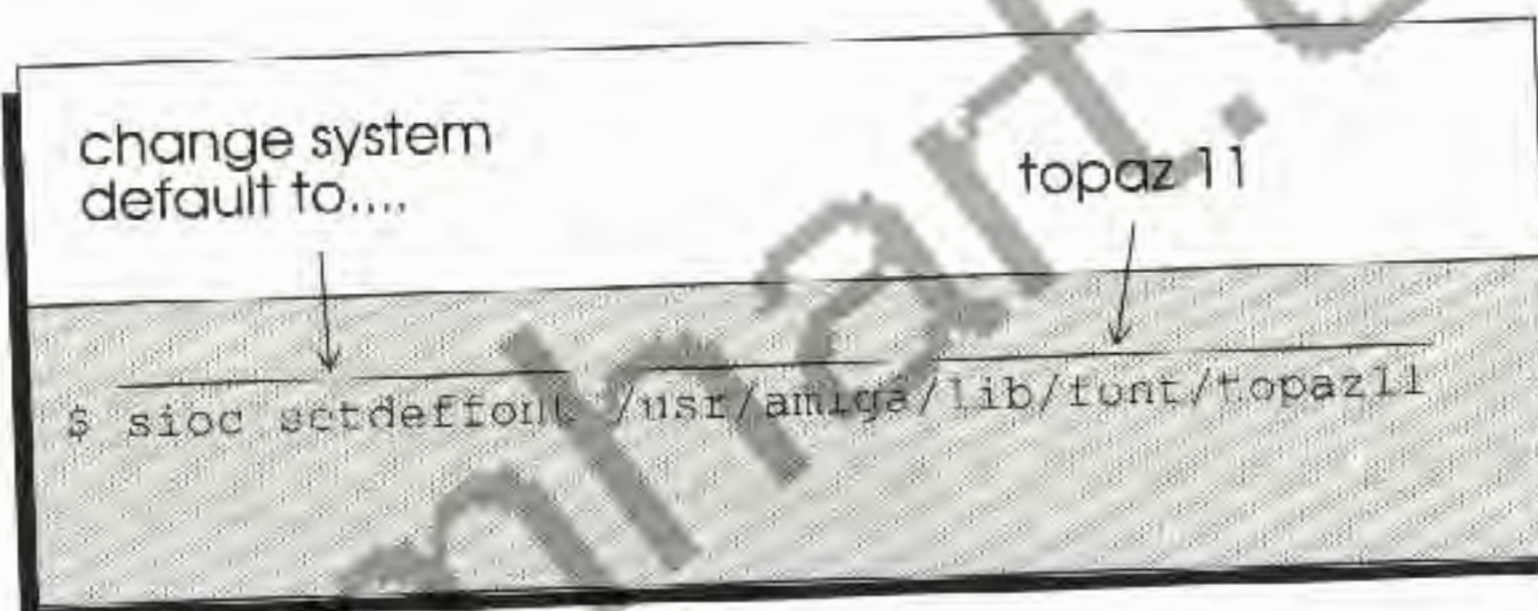 change system
default to....
topaz 11
$ sioc setdeffont /usr/amiga/lib/font/topaz11